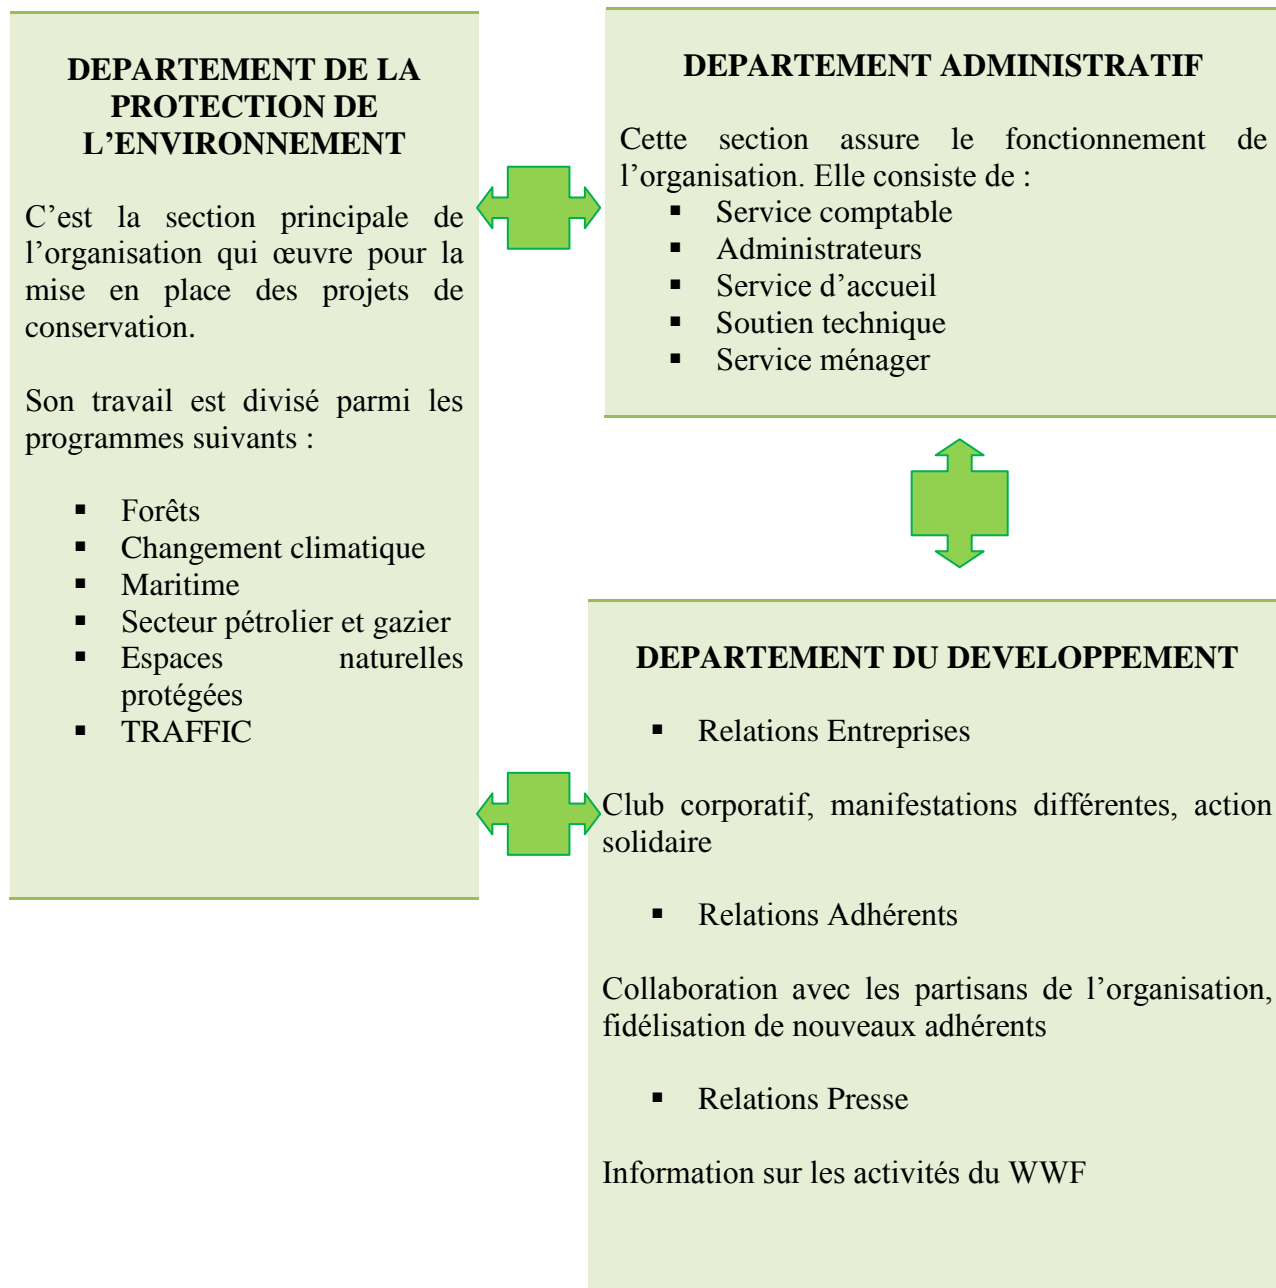 DEPARTEMENT DE LA
PROTECTION DE
L’ENVIRONNEMENT
C’est la section principale de
l’organisation qui œuvre pour la
mise en place des projets de
conservation.
Son travail est divisé parmi les
programmes suivants :
▪ Forêts
▪ Changement climatique
▪ Maritime
▪ Secteur pétrolier et gazier
▪ Espaces naturelles
protégées
▪ TRAFFIC
DEPARTEMENT ADMINISTRATIF
Cette section assure le fonctionnement de
l’organisation. Elle consiste de :
▪ Service comptable
▪ Administrateurs
▪ Service d’accueil
▪ Soutien technique
▪ Service ménager
DEPARTEMENT DU DEVELOPPEMENT
▪ Relations Entreprises
Club corporatif, manifestations différentes, action
solidaire
▪ Relations Adhérents
Collaboration avec les partisans de l’organisation,
fidélisation de nouveaux adhérents
▪ Relations Presse
Information sur les activités du WWF